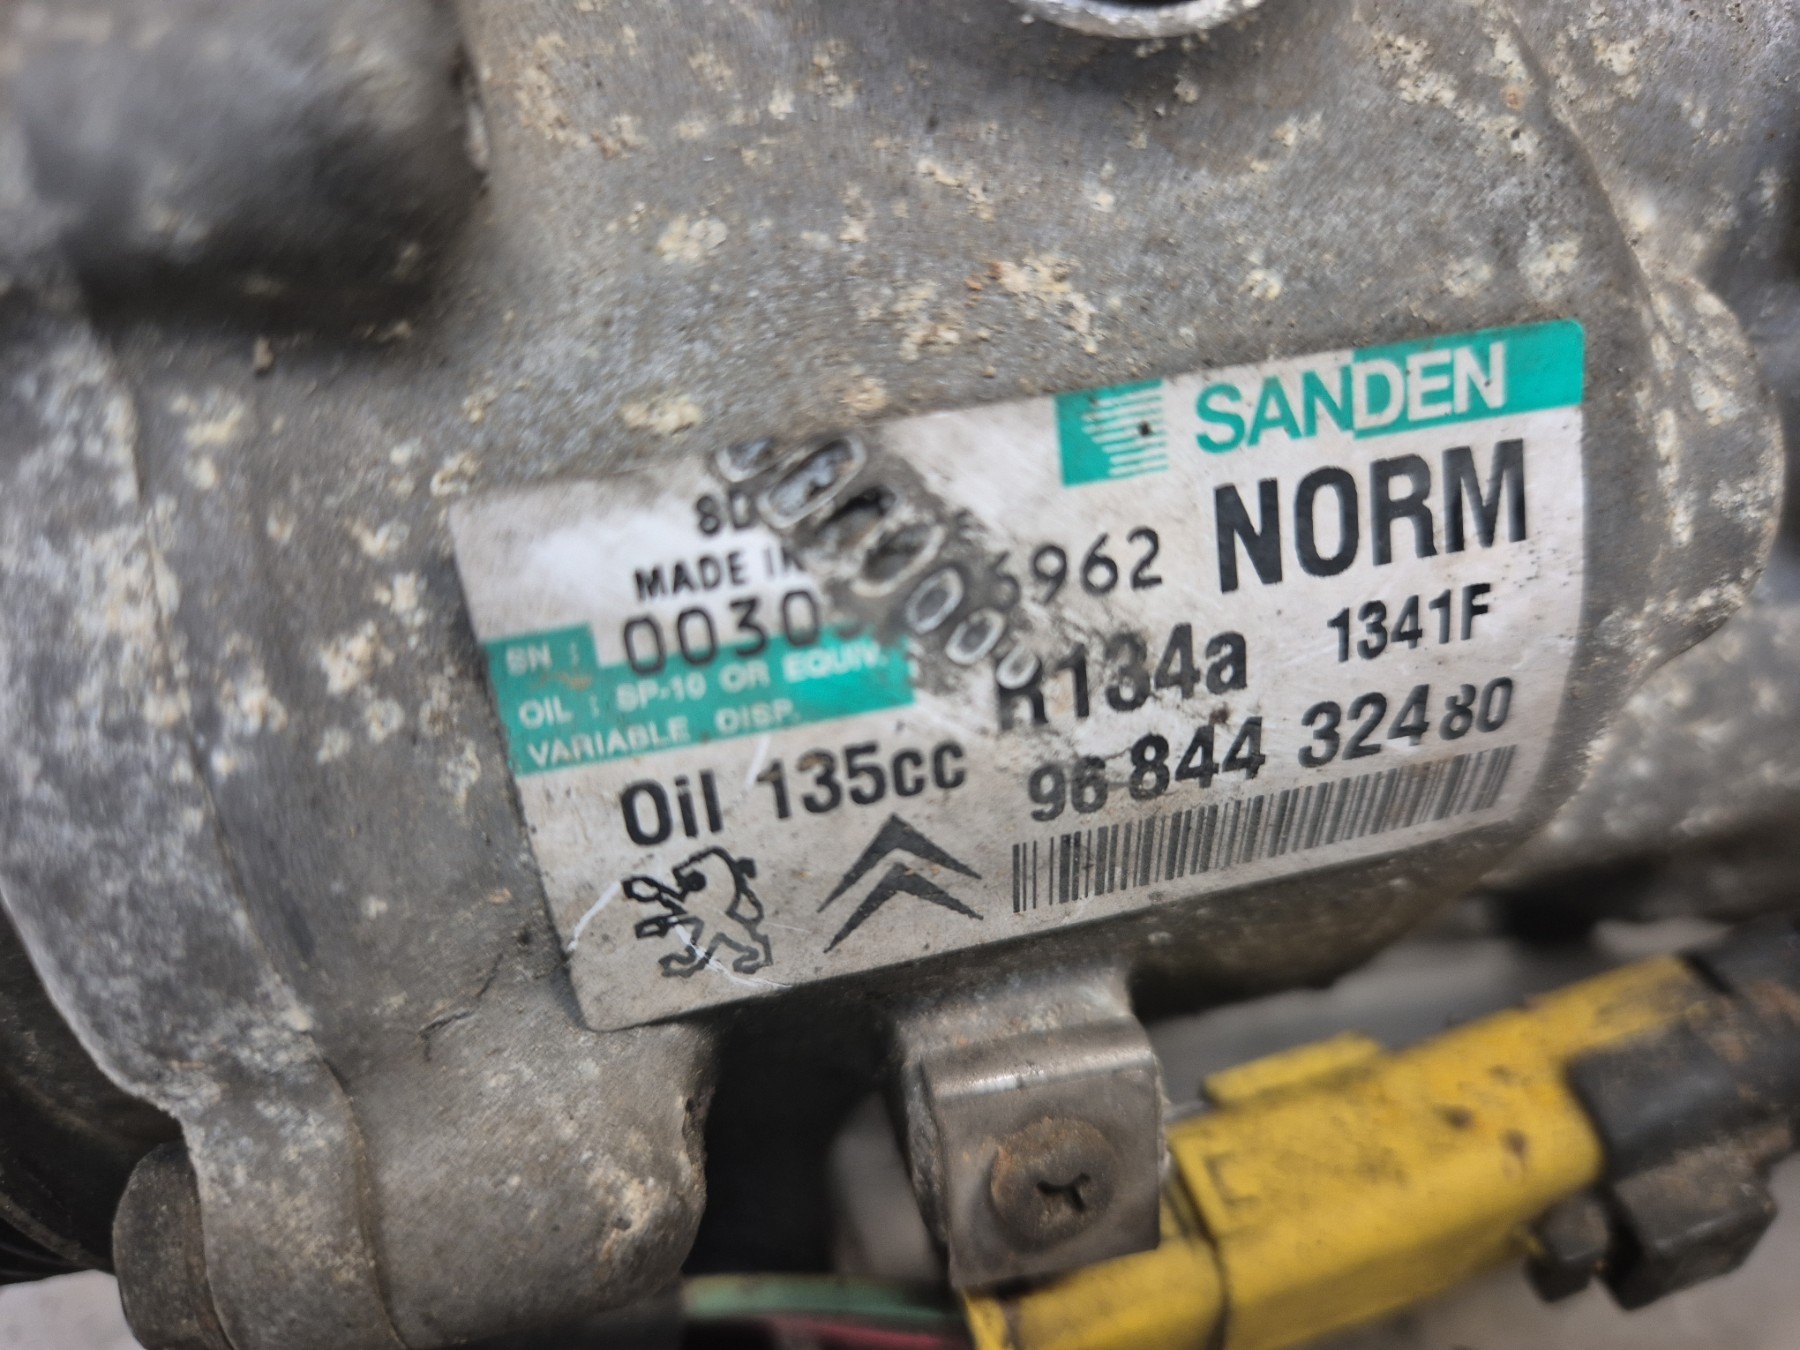 SANDEN
NORM
MADE
6962
SN : 0030
OIL : SP-10 OR EQUIV.
VARIABLE DISP.
R134a 1341F
Oil 135cc 96 844 324 80